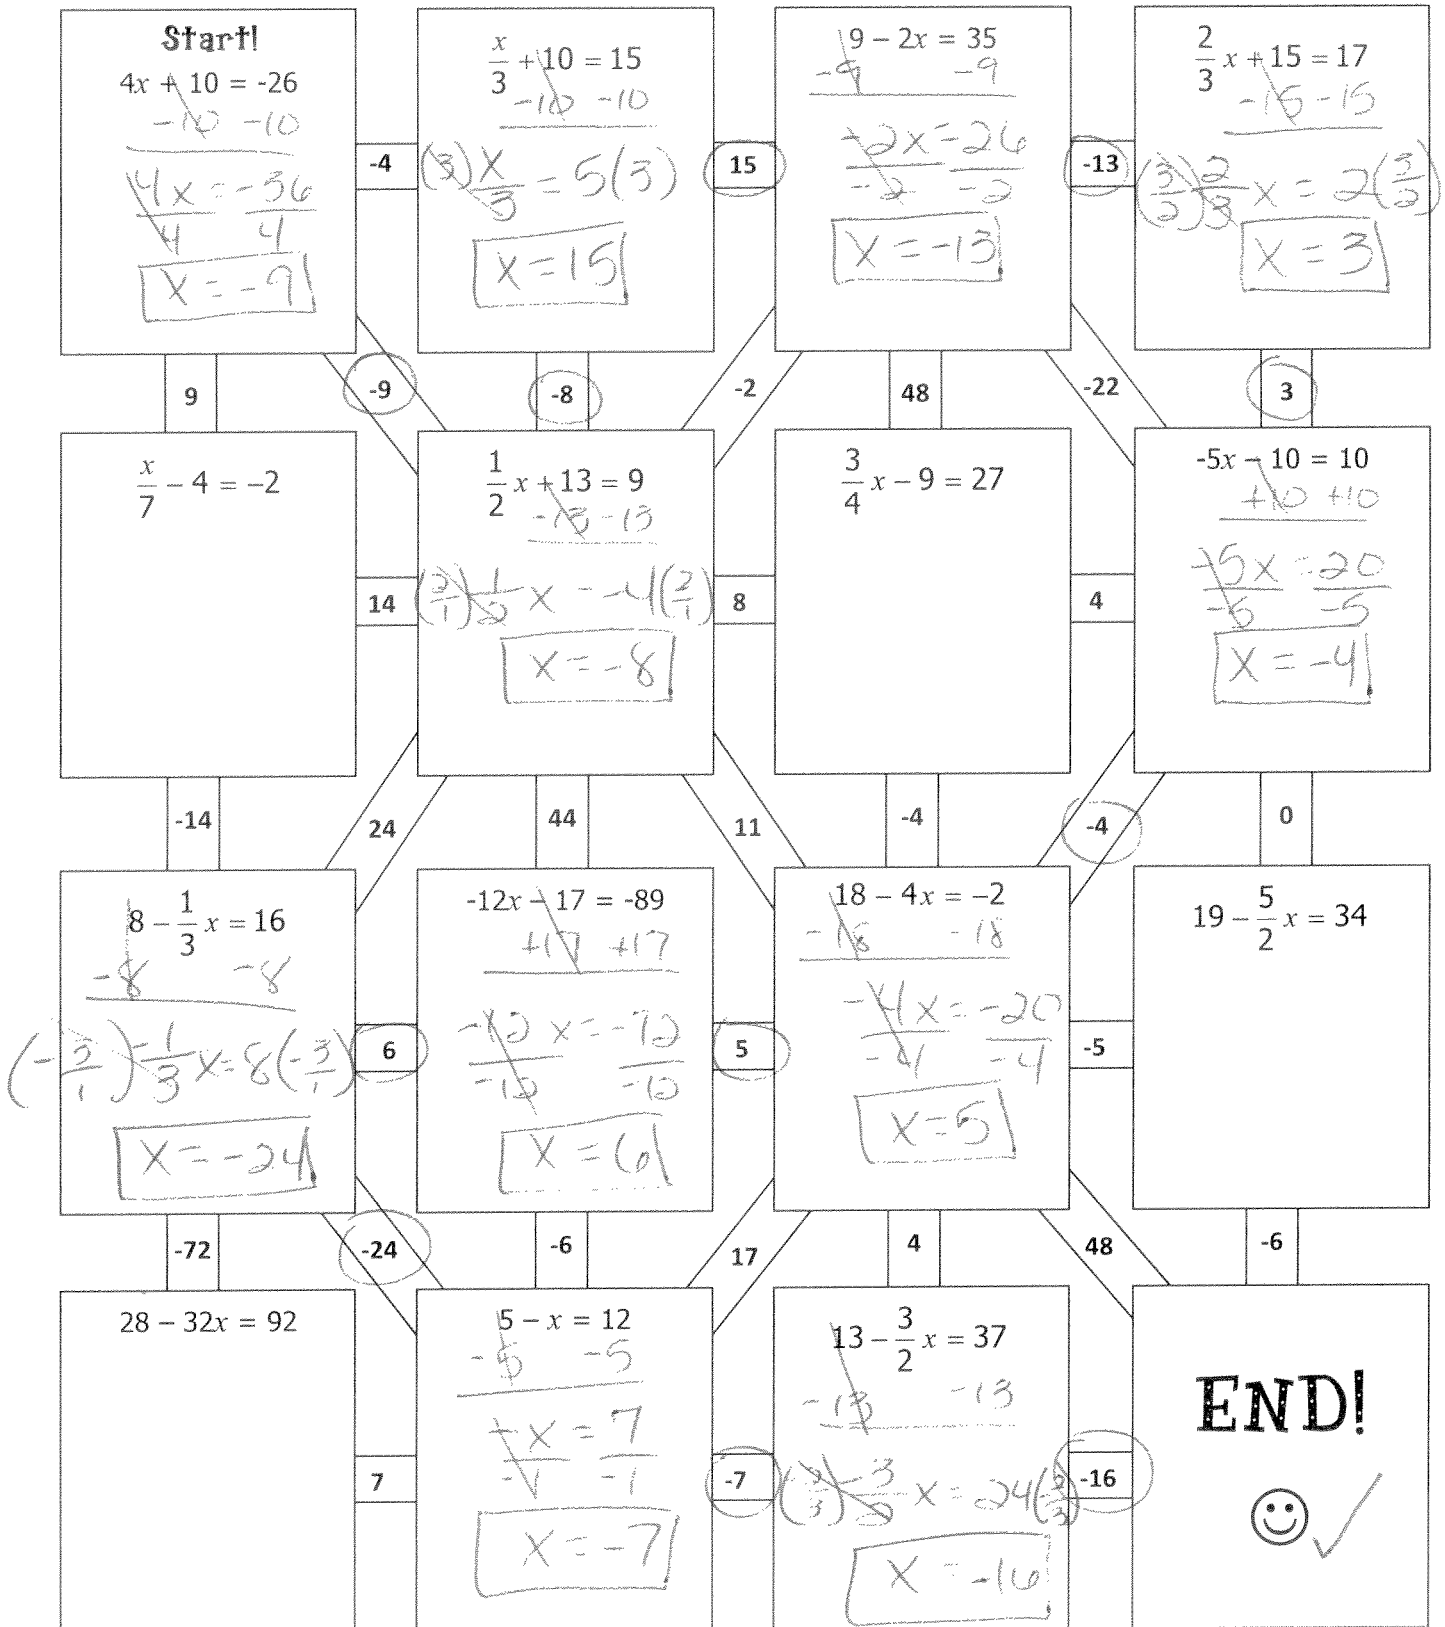 Start!
4x + 10 = -26
-10 -10
4x = -36
4 4
x = -9
-4
x/3 + 10 = 15
-10 -10
(3) x/3 = 5(3)
x = 15
15
9 − 2x = 35
-9 -9
-2x = 26
-2 -2
x = -13
-13
2/3 x + 15 = 17
-15 -15
(3/2) 2/3 x = 2(3/2)
x = 3
9
-9
-8
-2
48
-22
3
x/7 − 4 = −2
14
1/2 x + 13 = 9
-13 -13
(2/1) 1/2 x = -4(2/1)
x = -8
8
3/4 x − 9 = 27
4
-5x − 10 = 10
+10 +10
-5x = 20
-5 -5
x = -4
-14
24
44
11
-4
-4
0
8 − 1/3 x = 16
-8 -8
(-3/1) -1/3 x = 8(-3/1)
x = -24
6
-12x − 17 = -89
+17 +17
-12x = -72
-12 -12
x = 6
5
18 − 4x = −2
-18 -18
-4x = -20
-4 -4
x = 5
-5
19 − 5/2 x = 34
-72
-24
-6
17
4
48
-6
28 − 32x = 92
7
5 − x = 12
-5 -5
-x = 7
-1 -1
x = -7
-7
13 − 3/2 x = 37
-13 -13
x = -16
-16
END!